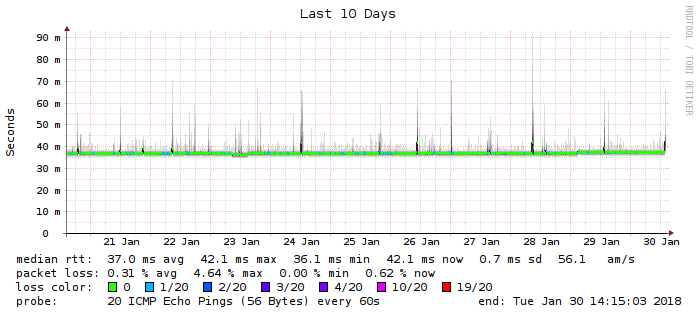 Last 10 Days
RRDTOOL / TOBI OETIKER
Seconds
90 m
80 m
70 m
60 m
50 m
40 m
30 m
20 m
10 m
0
21 Jan 22 Jan 23 Jan 24 Jan 25 Jan 26 Jan 27 Jan 28 Jan 29 Jan 30 Jan
median rtt: 37.0 ms avg 42.1 ms max 36.1 ms min 42.1 ms now 0.7 ms sd 56.1 am/s
packet loss: 0.31 % avg 4.64 % max 0.00 % min 0.62 % now
loss color: 0 1/20 2/20 3/20 4/20 10/20 19/20
probe: 20 ICMP Echo Pings (56 Bytes) every 60s end: Tue Jan 30 14:15:03 2018